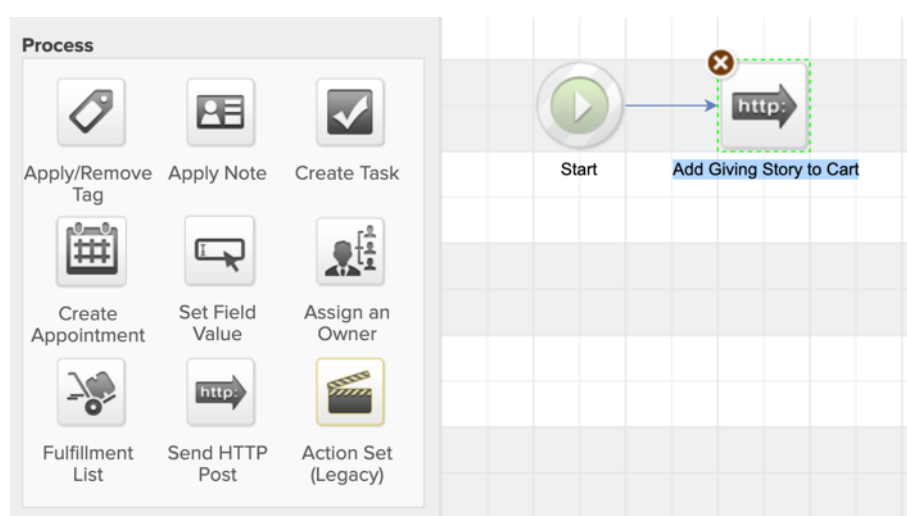 Process
Apply/Remove
Tag
Apply Note
Create Task
Create
Appointment
Set Field
Value
Assign an
Owner
http:
Fulfillment
List
Send HTTP
Post
Action Set
(Legacy)
http:
Start
Add Giving Story to Cart